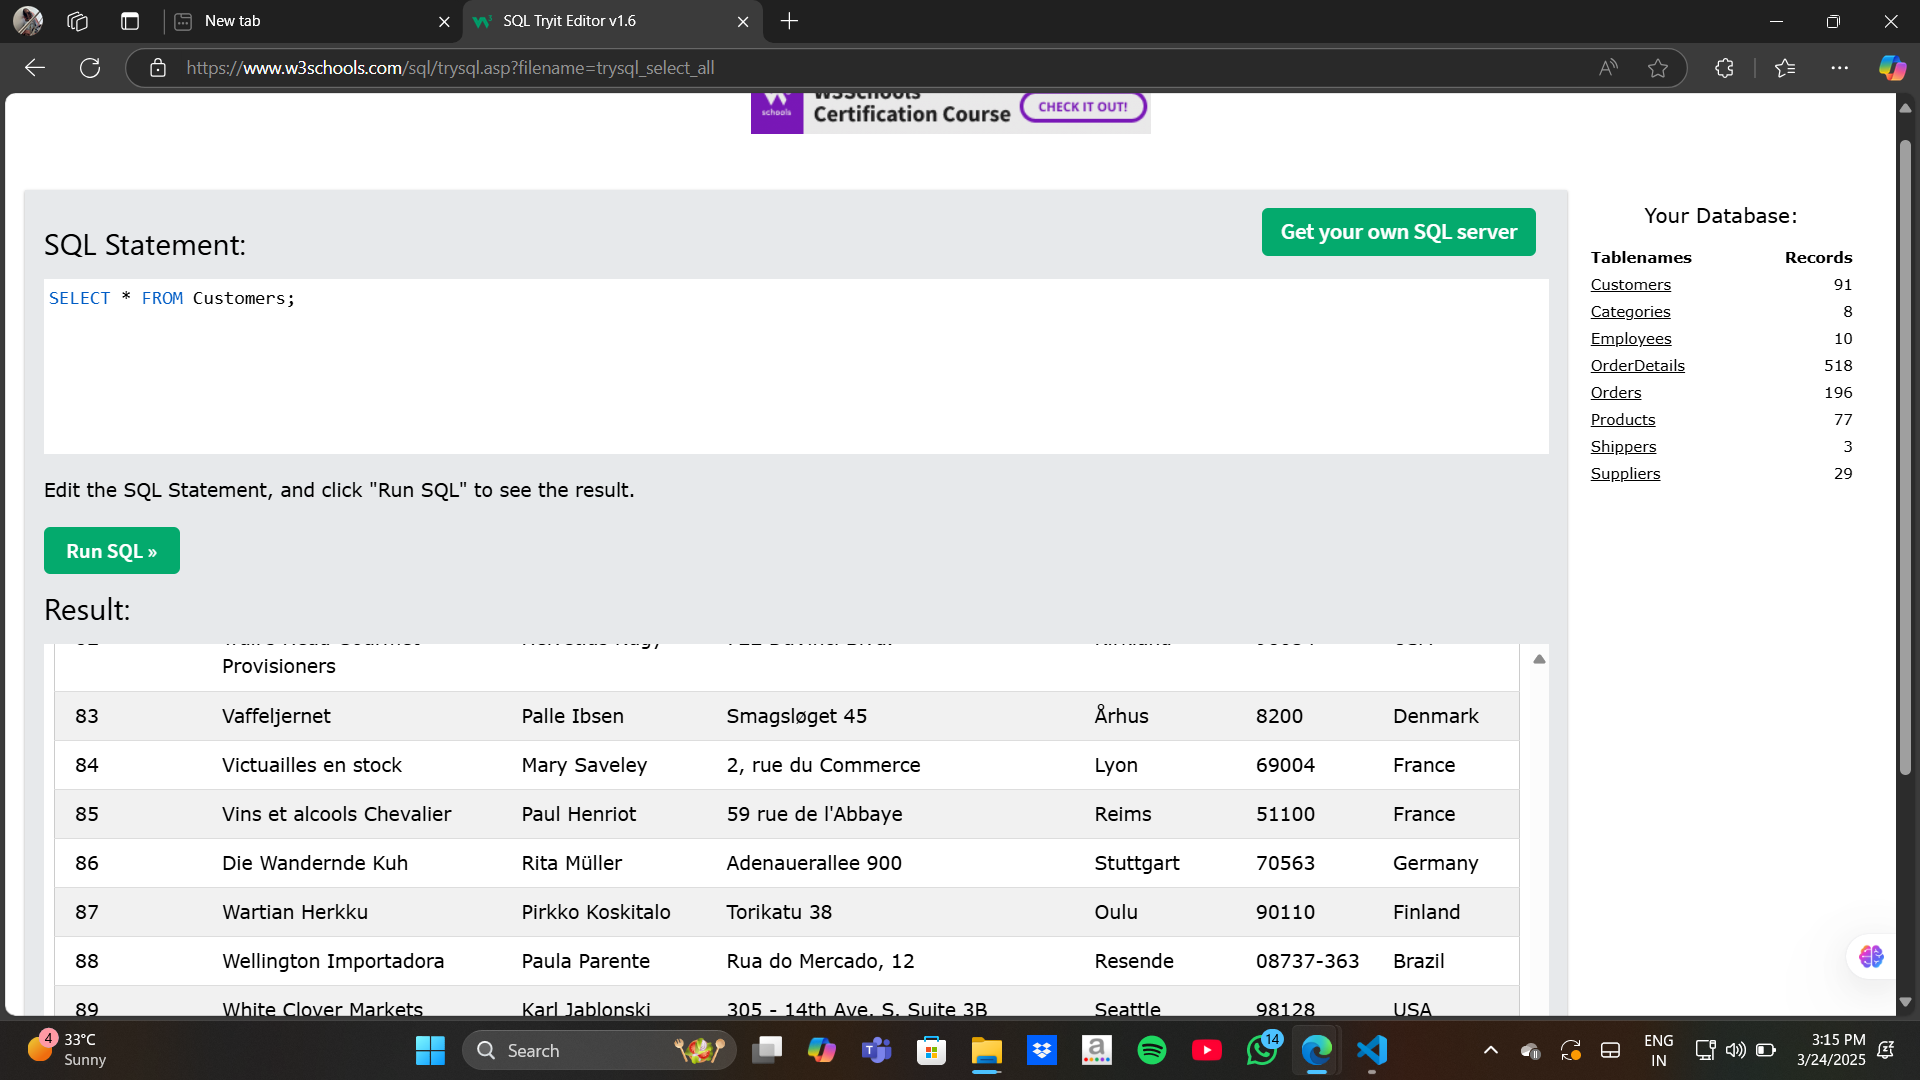 New tab
SQL Tryit Editor v1.6
https://www.w3schools.com/sql/trysql.asp?filename=trysql_select_all
W3Schools
schools
Certification Course
CHECK IT OUT!
SQL Statement:
Get your own SQL server
SELECT * FROM Customers;
Edit the SQL Statement, and click "Run SQL" to see the result.
Run SQL »
Result:
Provisioners
83 Vaffeljernet Palle Ibsen Smagsløget 45 Århus 8200 Denmark
84 Victuailles en stock Mary Saveley 2, rue du Commerce Lyon 69004 France
85 Vins et alcools Chevalier Paul Henriot 59 rue de l'Abbaye Reims 51100 France
86 Die Wandernde Kuh Rita Müller Adenauerallee 900 Stuttgart 70563 Germany
87 Wartian Herkku Pirkko Koskitalo Torikatu 38 Oulu 90110 Finland
88 Wellington Importadora Paula Parente Rua do Mercado, 12 Resende 08737-363 Brazil
89 White Clover Markets Karl Jablonski 305 - 14th Ave. S. Suite 3B Seattle 98128 USA
Your Database:
Tablenames Records
Customers 91
Categories 8
Employees 10
OrderDetails 518
Orders 196
Products 77
Shippers 3
Suppliers 29
4
33°C
Sunny
Search
14
ENG
IN
3:15 PM
3/24/2025